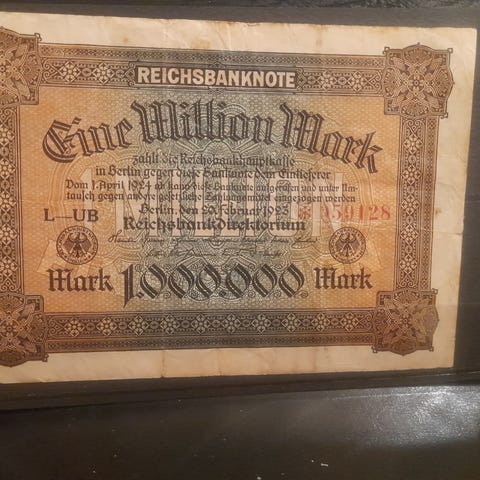 REICHSBANKNOTE
Eine Million Mark
zahlt die Reichsbankhauptkasse
in Berlin gegen diese Banknote dem Einlieferer
Vom 1. April 1924 ab kann diese Banknote aufgerufen und unter Um-
tausch gegen andere gesetzliche Zahlungsmittel eingezogen werden
L—UB
Berlin, den 20. Februar 1923
059128
Reichsbankdirektorium
Mark 1.000.000 Mark